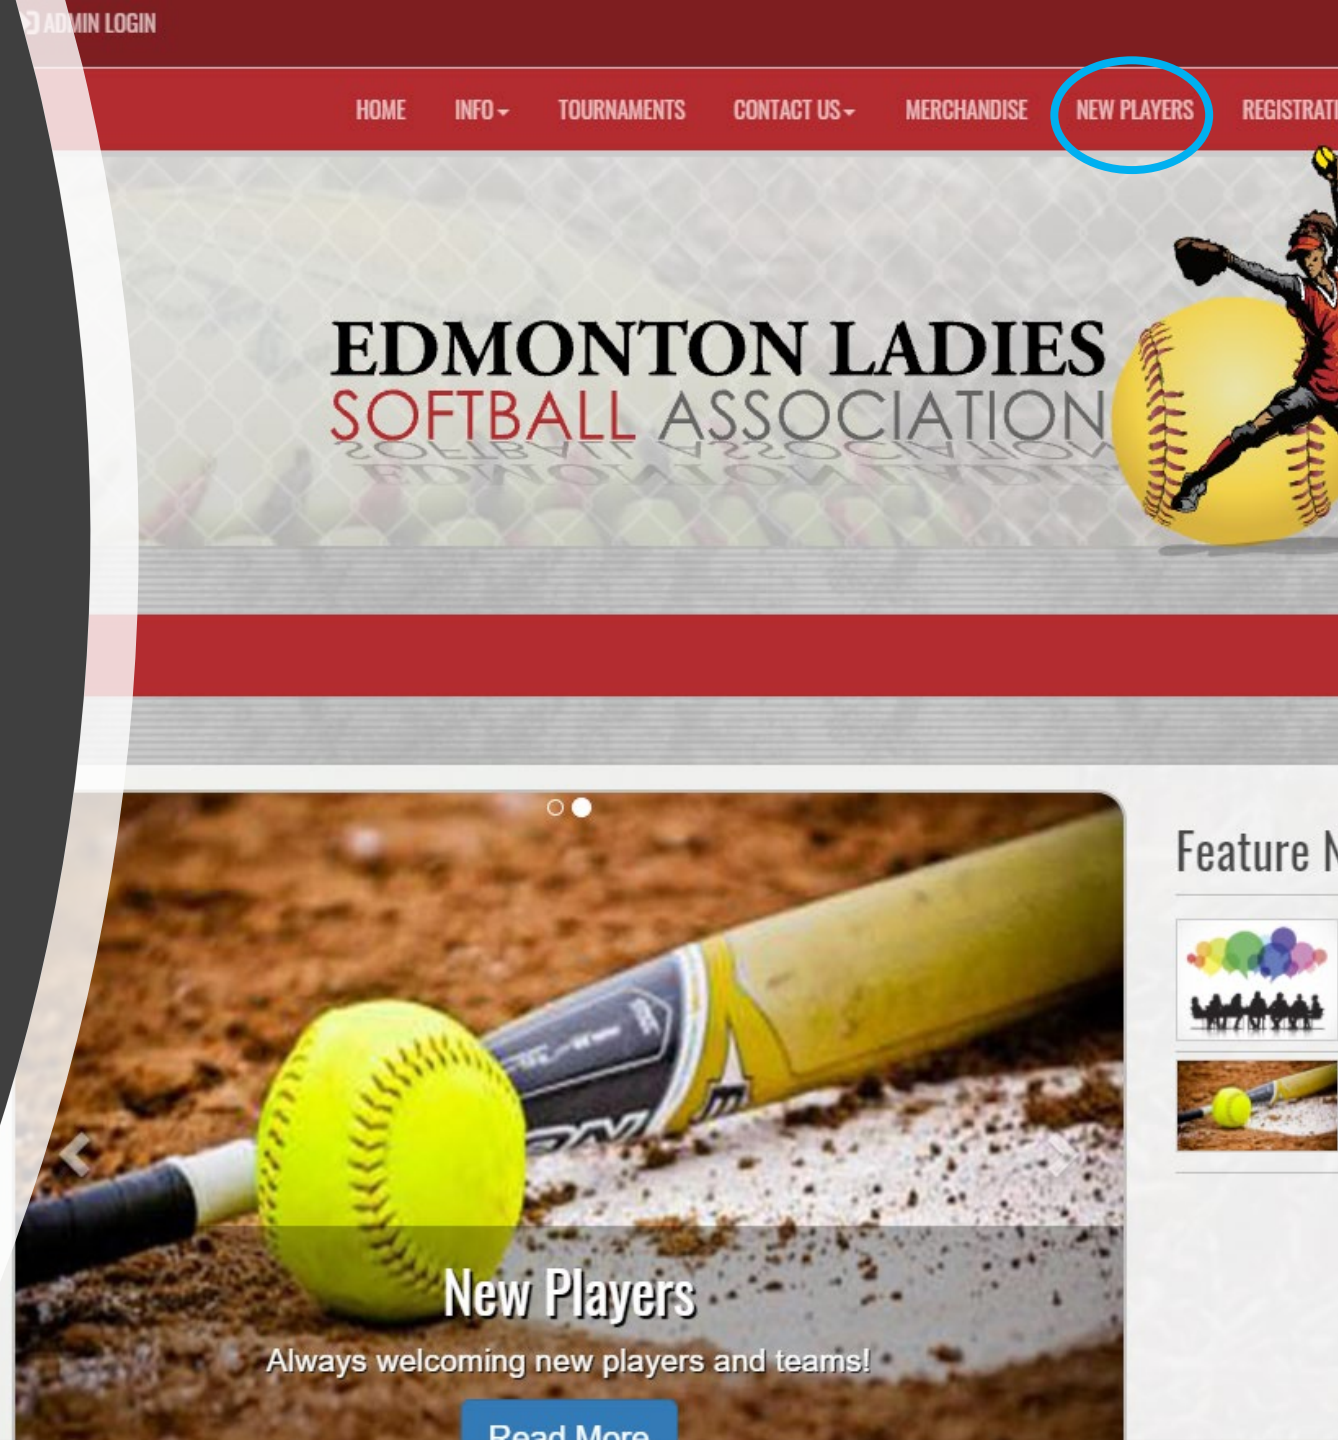 ADMIN LOGIN
HOME INFO TOURNAMENTS CONTACT US MERCHANDISE NEW PLAYERS REGISTRATI
EDMONTON LADIES
SOFTBALL ASSOCIATION
Feature N
New Players
Always welcoming new players and teams!
Read More